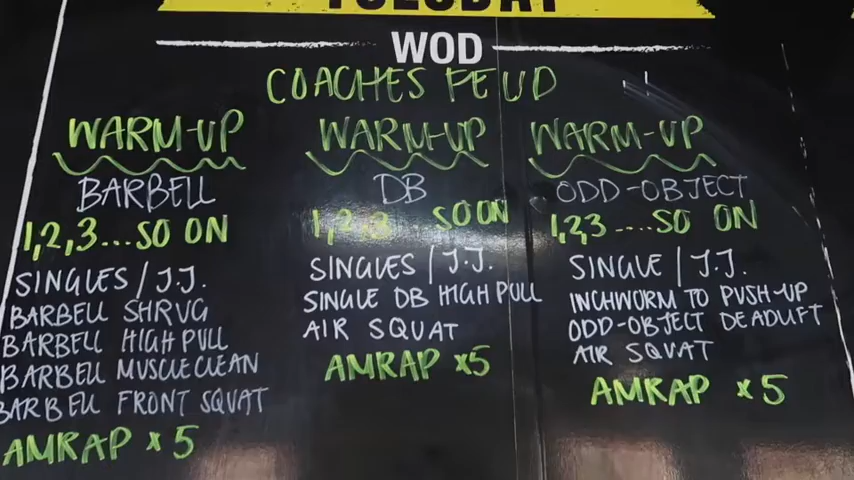 TUESDAY
WOD
COACHES FEUD
WARM-UP
BARBELL
1,2,3...SO ON
SINGLES/J.J.
BARBELL SHRUG
BARBELL HIGH PULL
BARBELL MUSCLECLEAN
BARBELL FRONT SQUAT
AMRAP x 5
WARM-UP
DB
1,2,3 SO ON
SINGLES/J.J.
SINGLE DB HIGH PULL
AIR SQUAT
AMRAP x5
WARM-UP
ODD-OBJECT
1,2,3....SO ON
SINGLE/J.J.
INCHWORM TO PUSH-UP
ODD-OBJECT DEADLIFT
AIR SQUAT
AMRAP x 5